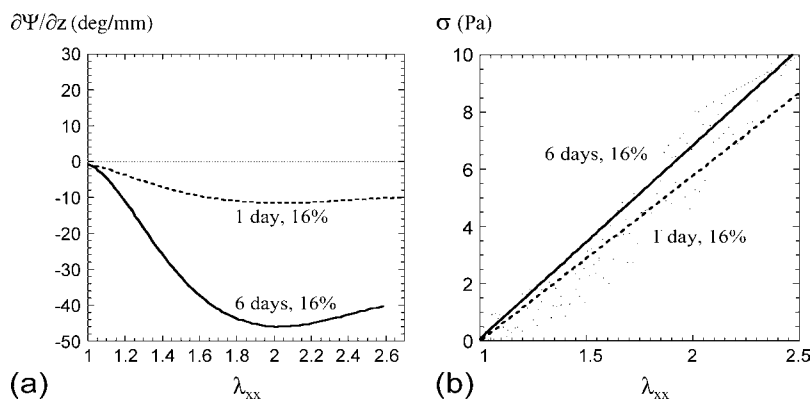 ∂Ψ/∂z (deg/mm)
30
20
10
0
-10
-20
-30
-40
-50
1 day, 16%
6 days, 16%
1 1.2 1.4 1.6 1.8 2 2.2 2.4 2.6
(a)
λxx
σ (Pa)
10
8
6
4
2
0
6 days, 16%
1 day, 16%
1 1.5 2 2.5
(b)
λxx